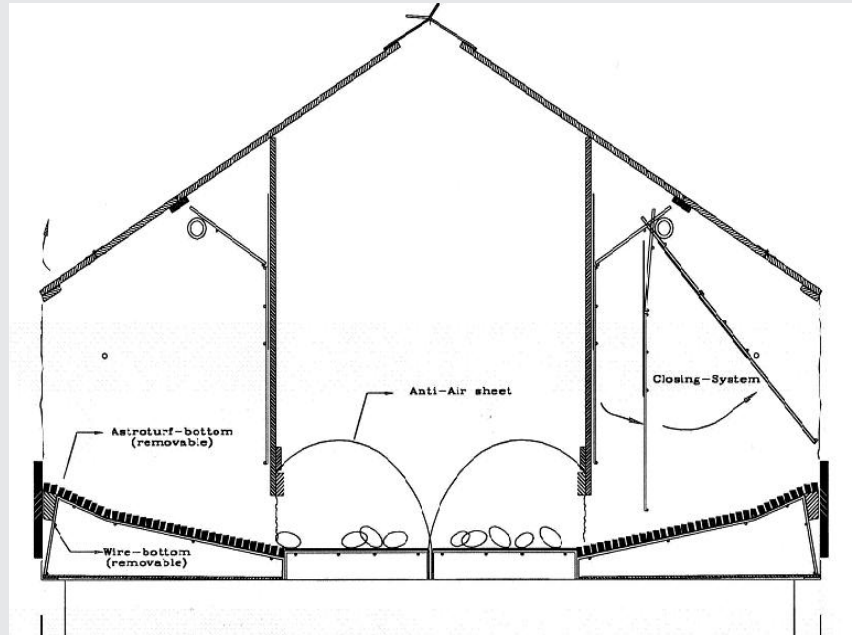 Anti-Air sheet
Closing-System
Astroturf-bottom
(removable)
Wire-bottom
(removable)